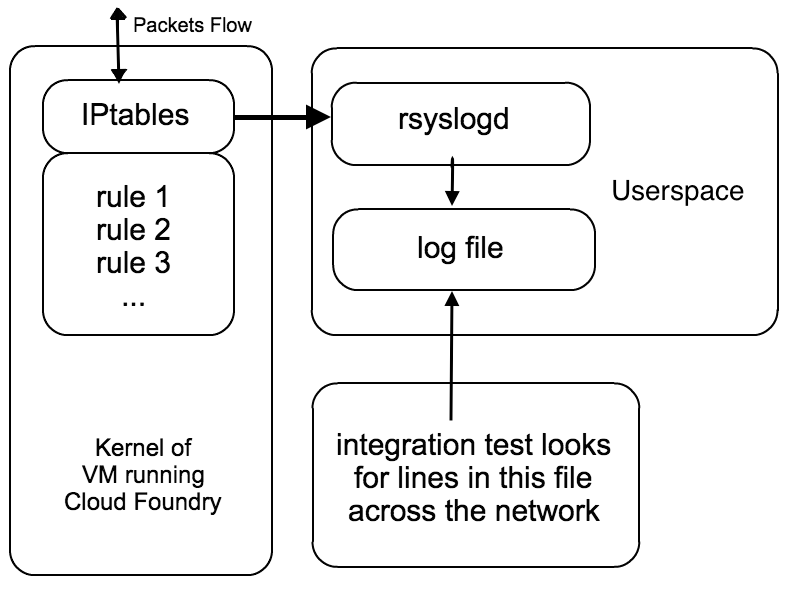 Packets Flow
IPtables
rule 1
rule 2
rule 3
...
Kernel of
VM running
Cloud Foundry
rsyslogd
log file
Userspace
integration test looks
for lines in this file
across the network